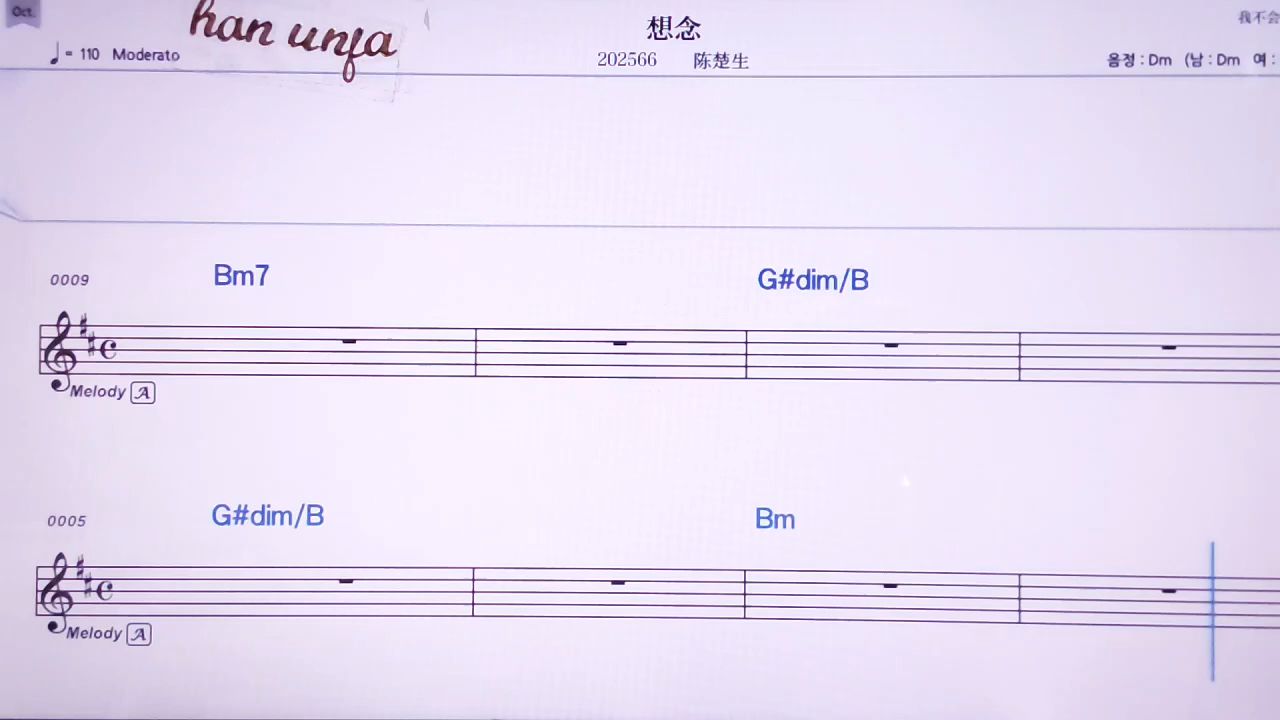 Oct.
han unfa
♩= 110 Moderato
想念
202566 陈楚生
我不会
음정 : Dm (남 : Dm 여 :
0009 Bm7 G#dim/B
Melody A
0005 G#dim/B Bm
Melody A